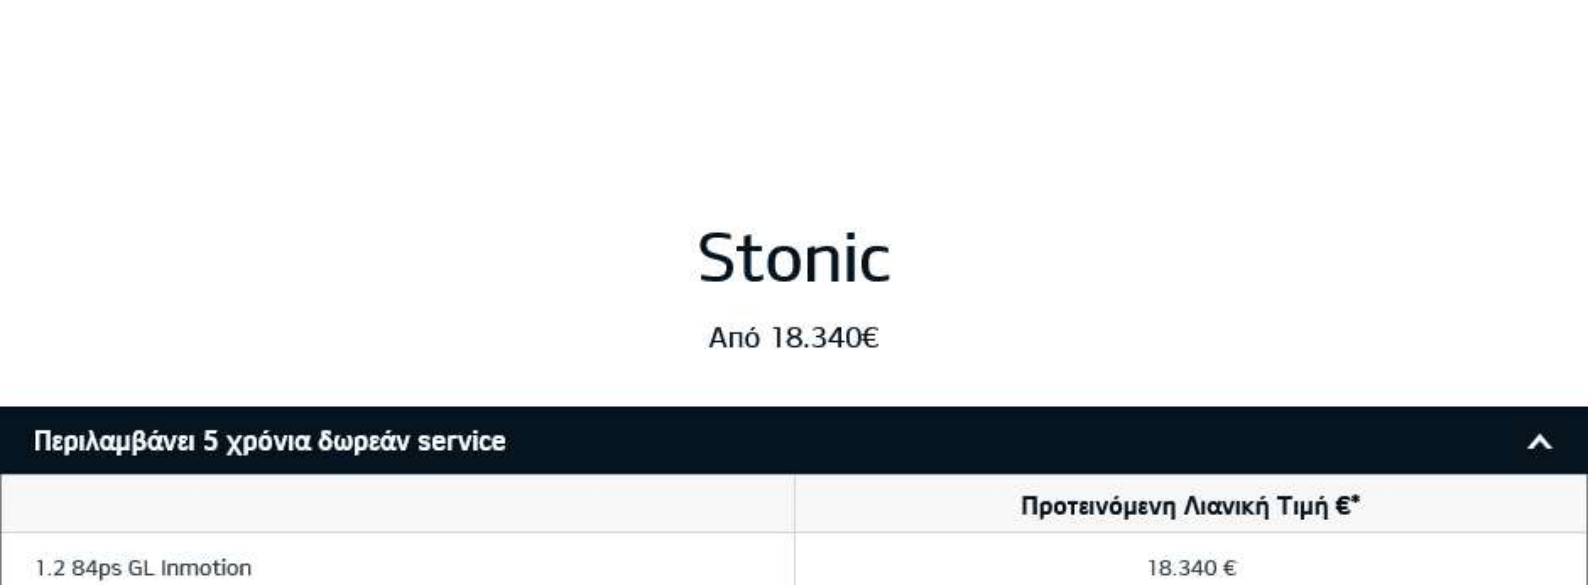 Stonic
Από 18.340€
Περιλαμβάνει 5 χρόνια δωρεάν service
Προτεινόμενη Λιανική Τιμή €*
1.2 84ps GL Inmotion 18.340 €